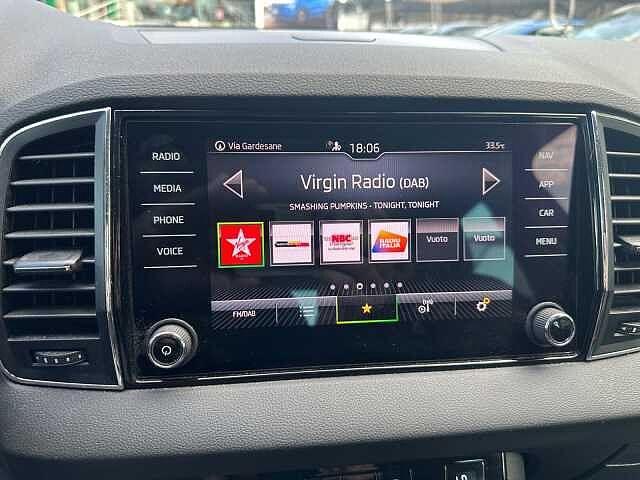 Via Gardesane 18:06 33.5°C
RADIO
MEDIA
PHONE
VOICE
NAV
APP
CAR
MENU
Virgin Radio (DAB)
SMASHING PUMPKINS - TONIGHT, TONIGHT
NBC
RADIO ITALIA
Vuoto
Vuoto
FM/DAB